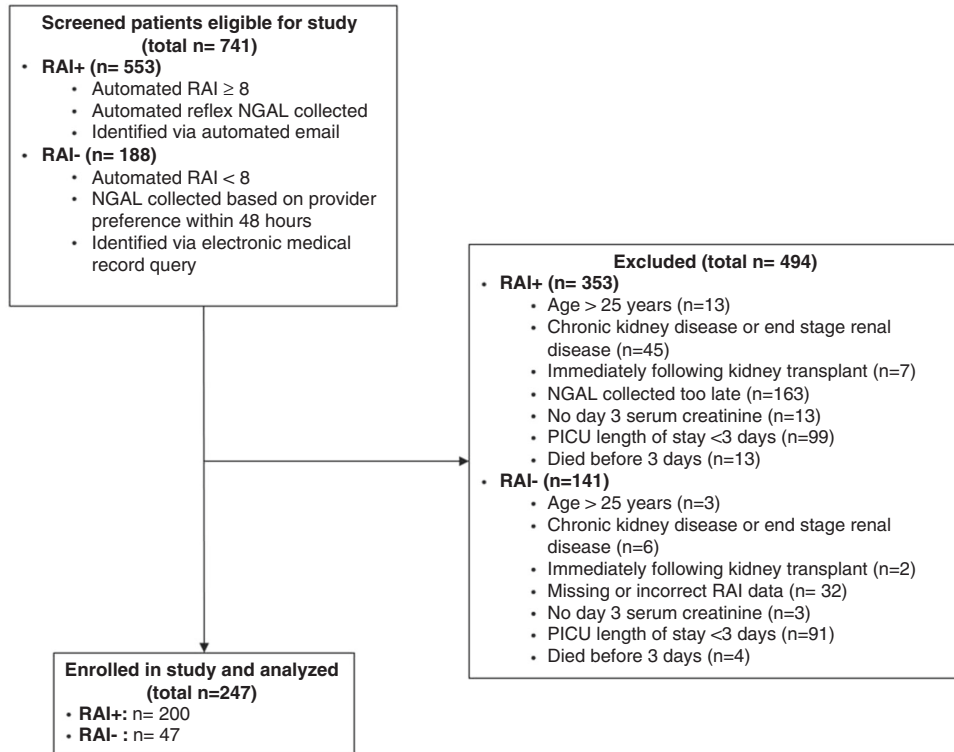 Screened patients eligible for study
(total n= 741)
• RAI+ (n= 553)
• Automated RAI ≥ 8
• Automated reflex NGAL collected
• Identified via automated email
• RAI- (n= 188)
• Automated RAI < 8
• NGAL collected based on provider
preference within 48 hours
• Identified via electronic medical
record query
Excluded (total n= 494)
• RAI+ (n= 353)
• Age > 25 years (n=13)
• Chronic kidney disease or end stage renal
disease (n=45)
• Immediately following kidney transplant (n=7)
• NGAL collected too late (n=163)
• No day 3 serum creatinine (n=13)
• PICU length of stay <3 days (n=99)
• Died before 3 days (n=13)
• RAI- (n=141)
• Age > 25 years (n=3)
• Chronic kidney disease or end stage renal
disease (n=6)
• Immediately following kidney transplant (n=2)
• Missing or incorrect RAI data (n= 32)
• No day 3 serum creatinine (n=3)
• PICU length of stay <3 days (n=91)
• Died before 3 days (n=4)
Enrolled in study and analyzed
(total n=247)
• RAI+: n= 200
• RAI- : n= 47